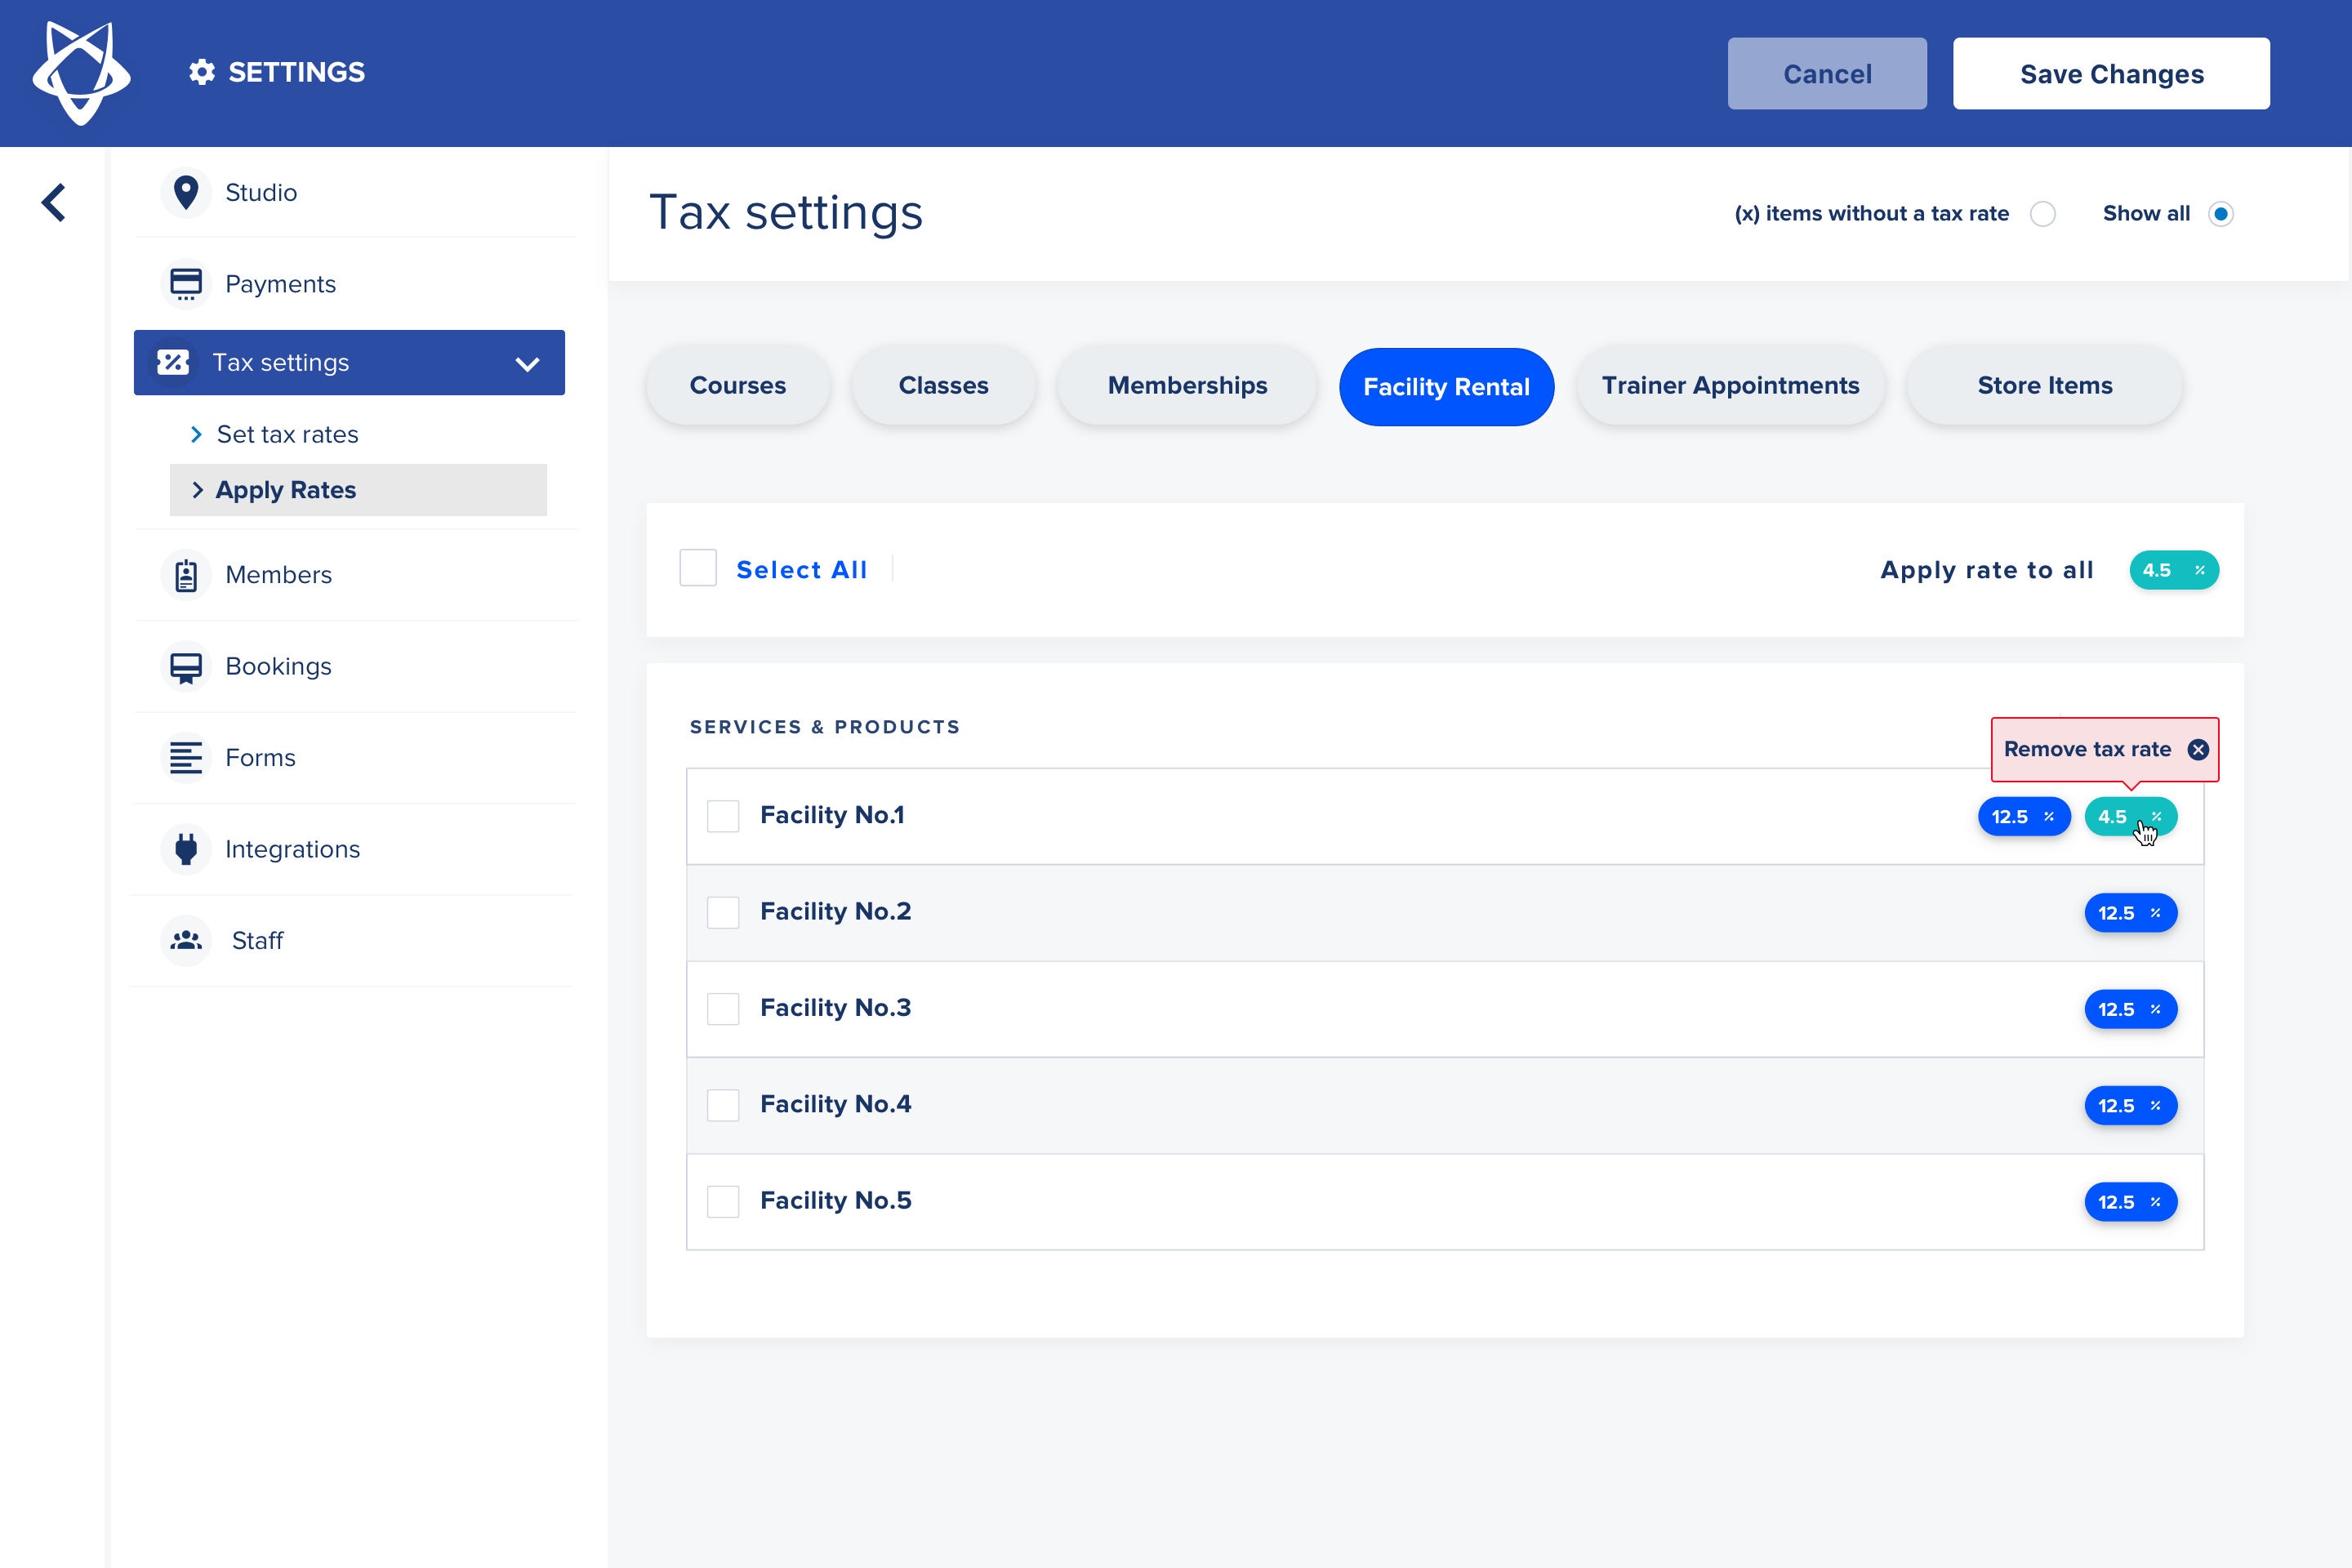 SETTINGS
Cancel
Save Changes
Studio
Payments
Tax settings
Set tax rates
Apply Rates
Members
Bookings
Forms
Integrations
Staff
Tax settings
(x) items without a tax rate
Show all
Courses
Classes
Memberships
Facility Rental
Trainer Appointments
Store Items
Select All
Apply rate to all
4.5 %
SERVICES & PRODUCTS
Remove tax rate
Facility No.1
12.5 %
4.5 %
Facility No.2
12.5 %
Facility No.3
12.5 %
Facility No.4
12.5 %
Facility No.5
12.5 %